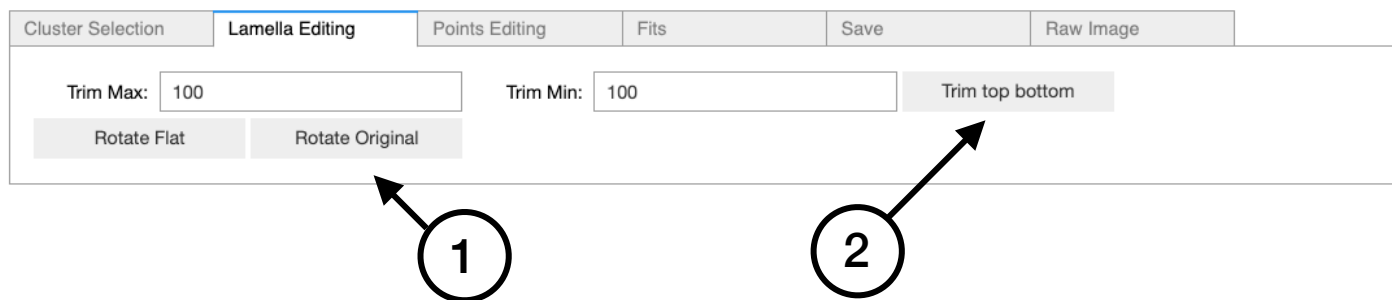 Cluster Selection Lamella Editing Points Editing Fits Save Raw Image
Trim Max: 100 Trim Min: 100 Trim top bottom
Rotate Flat Rotate Original
1 2